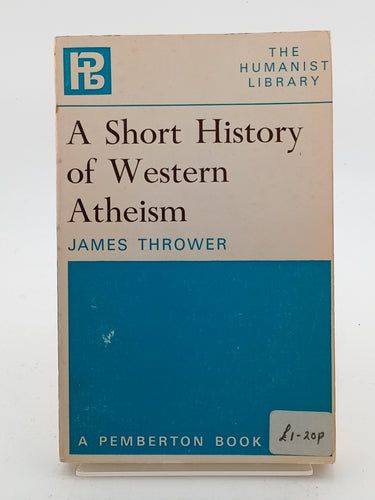 PB
THE
HUMANIST
LIBRARY
A Short History
of Western
Atheism
JAMES THROWER
A PEMBERTON BOOK
£1-20p